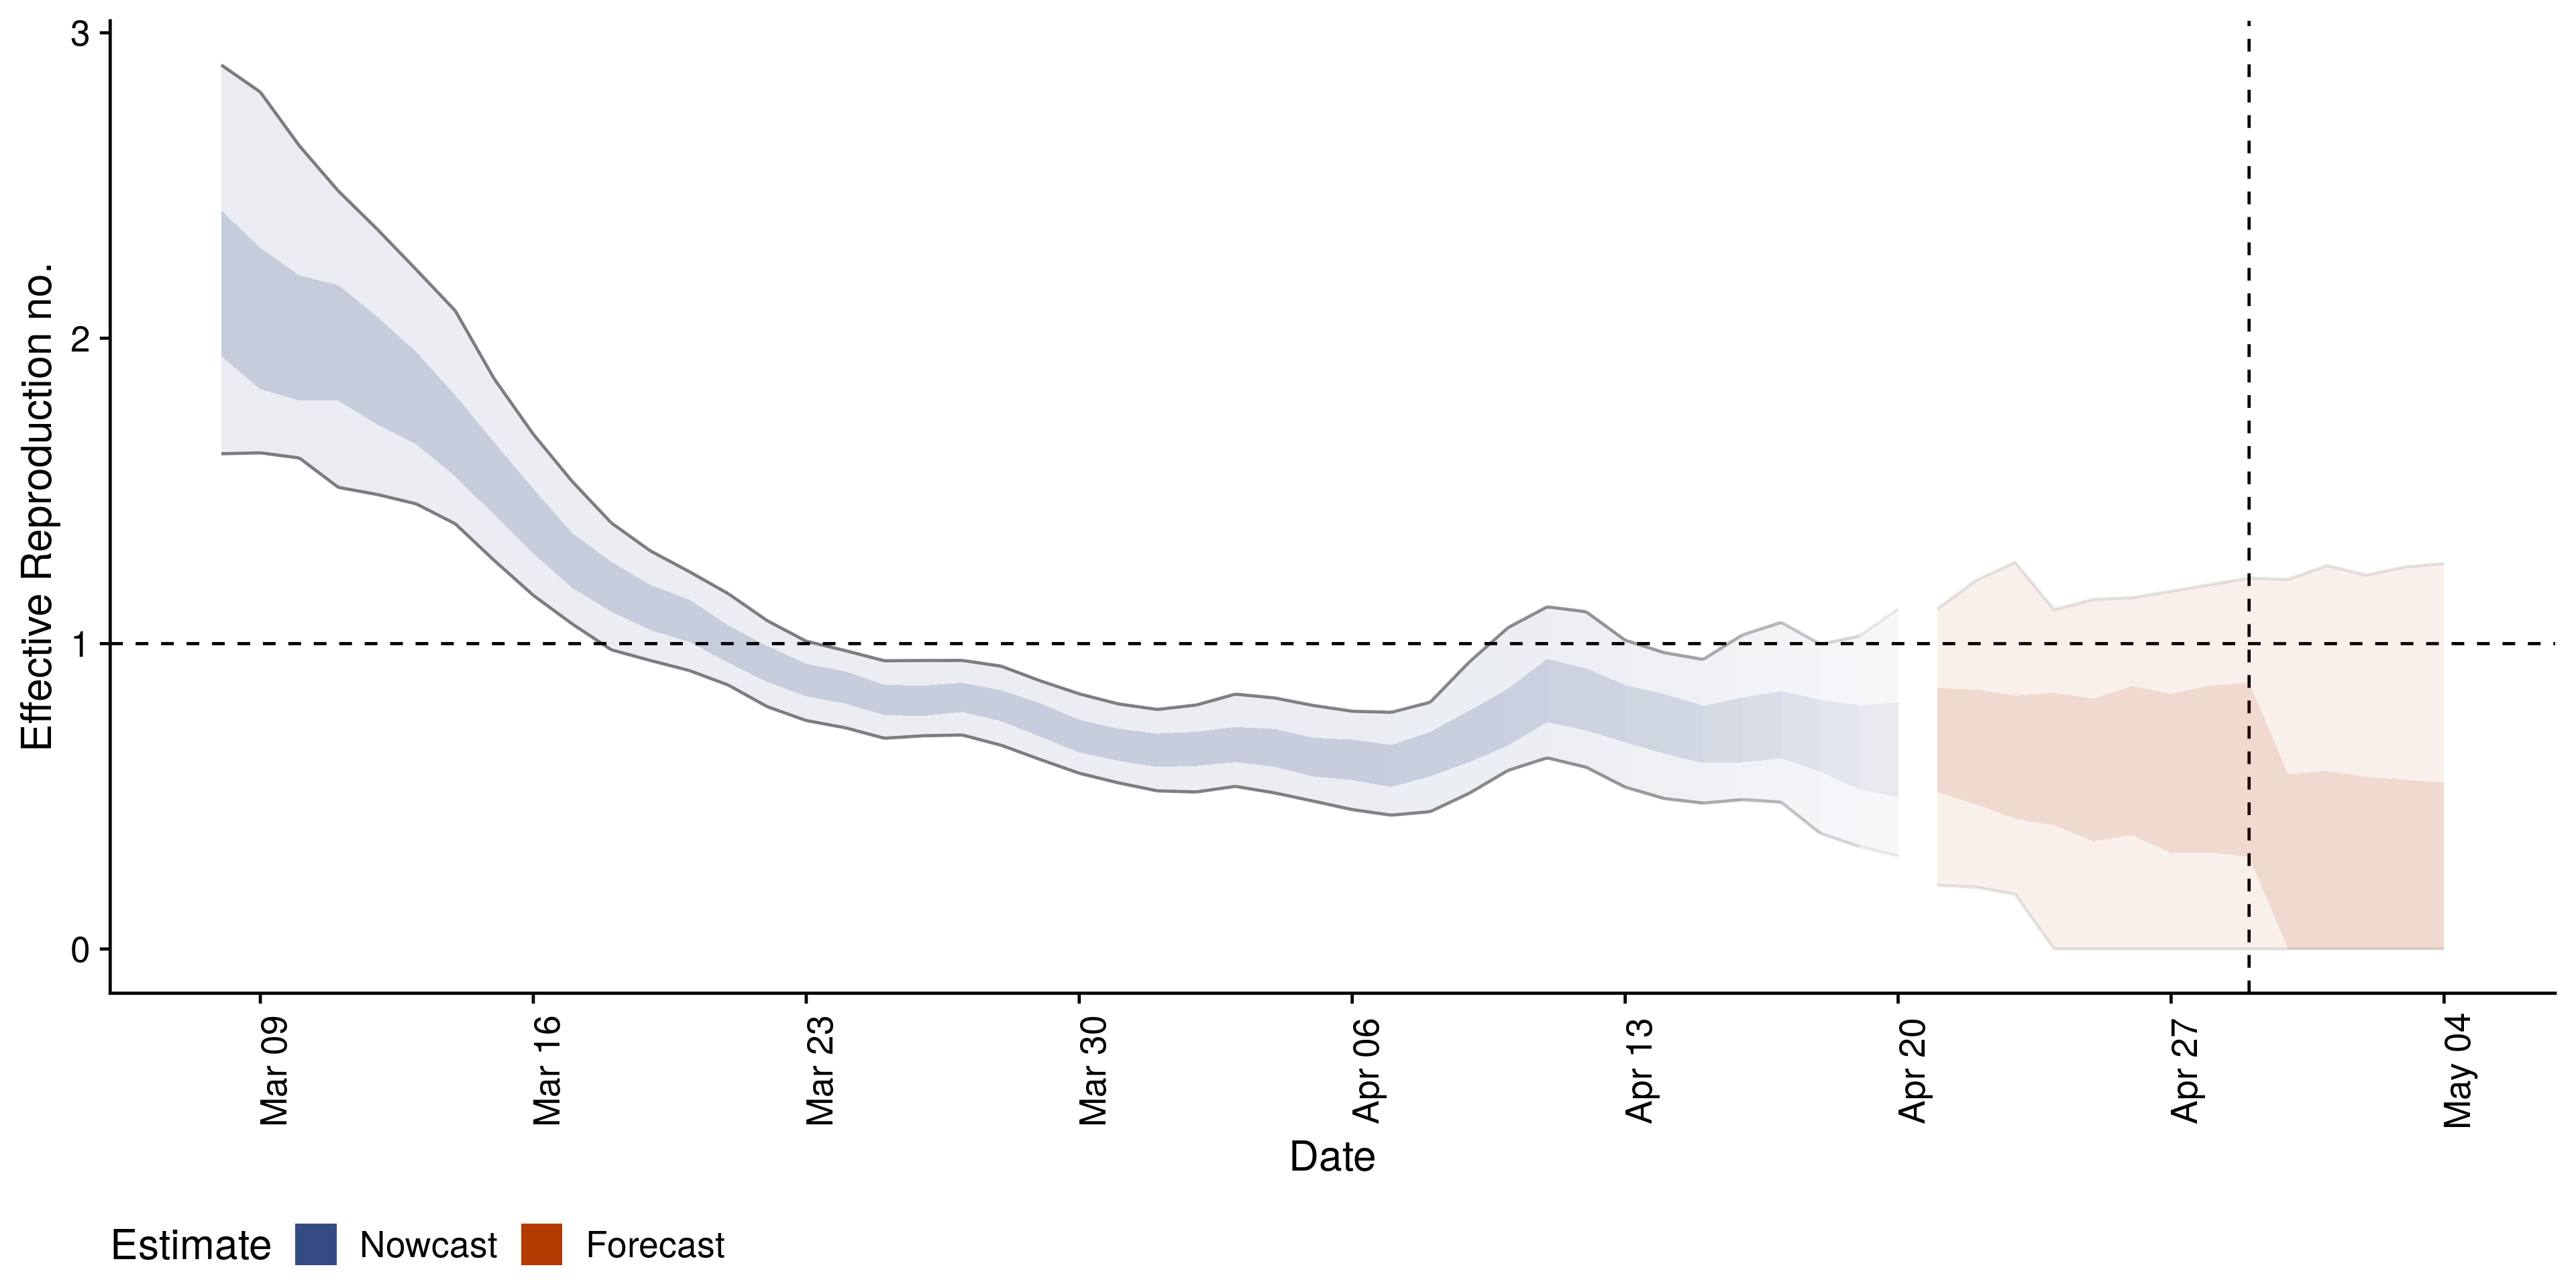 Effective Reproduction no.
3
2
1
0
Mar 09
Mar 16
Mar 23
Mar 30
Apr 06
Apr 13
Apr 20
Apr 27
May 04
Date
Estimate Nowcast Forecast